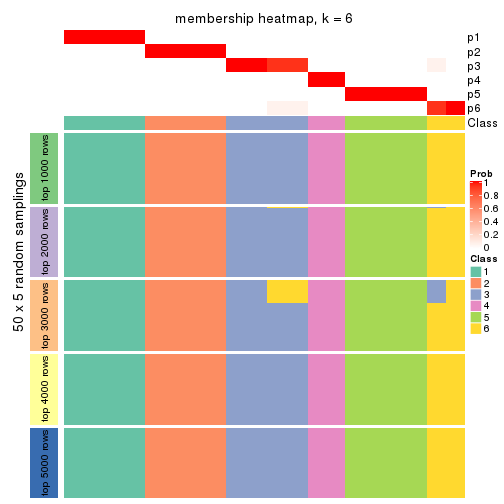 membership heatmap, k = 6
p1
p2
p3
p4
p5
p6
Class
50 x 5 random samplings
top 1000 rows
top 2000 rows
top 3000 rows
top 4000 rows
top 5000 rows
Prob
1
0.8
0.6
0.4
0.2
0
Class
1
2
3
4
5
6